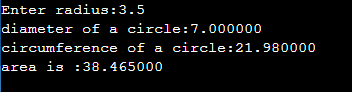 Enter radius:3.5
diameter of a circle:7.000000
circumference of a circle:21.980000
area is :38.465000